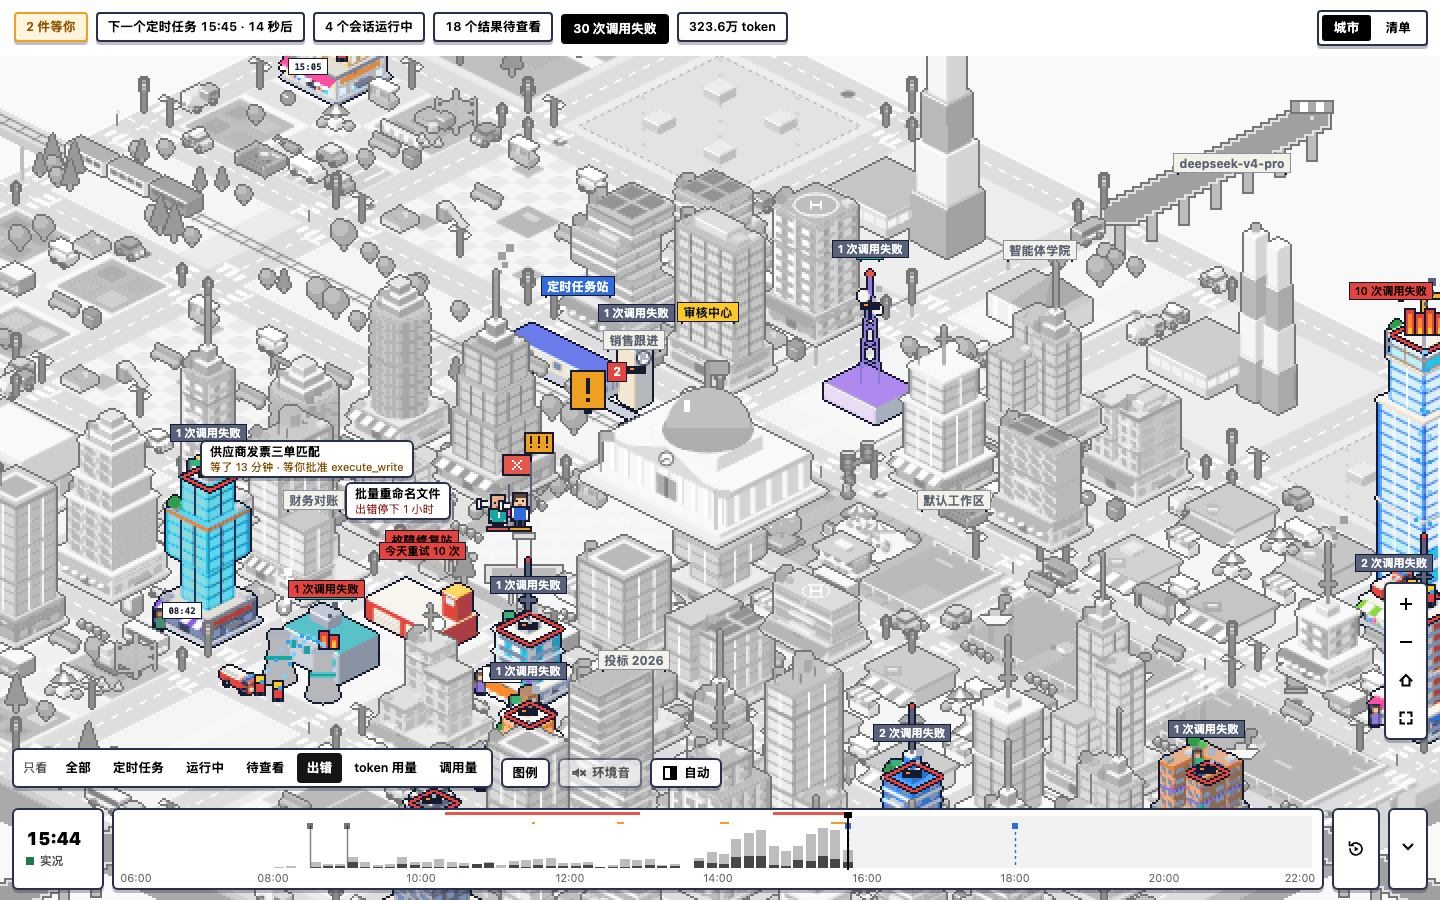 2 件等你
下一个定时任务 15:45 · 14 秒后
4 个会话运行中
18 个结果待查看
30 次调用失败
323.6万 token
城市
清单
15:05
deepseek-v4-pro
1 次调用失败
智能体学院
定时任务站
10 次调用失败
1 次调用失败
审核中心
销售跟进
2
!
!!!
1 次调用失败
供应商发票三单匹配
等了 13 分钟 · 等你批准 execute_write
财务对账
批量重命名文件
出错停下 1 小时
默认工作区
故障修复站
今天重试 10 次
2 次调用失败
1 次调用失败
1 次调用失败
08:42
投标 2026
1 次调用失败
2 次调用失败
1 次调用失败
只看
全部
定时任务
运行中
待查看
出错
token 用量
调用量
图例
环境音
自动
15:44
实况
06:00
08:00
10:00
12:00
14:00
16:00
18:00
20:00
22:00